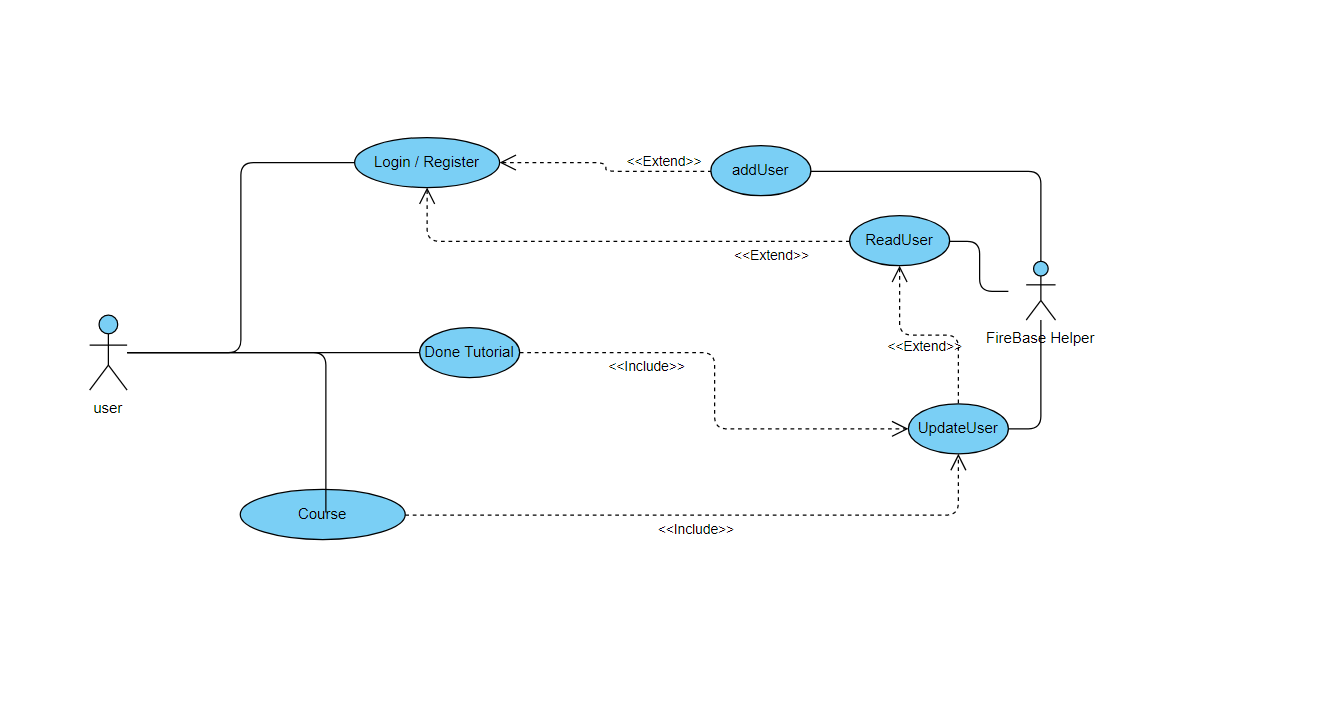 Login / Register
<<Extend>>
addUser
ReadUser
<<Extend>>
FireBase Helper
<<Extend>>
Done Tutorial
<<Include>>
user
UpdateUser
Course
<<Include>>